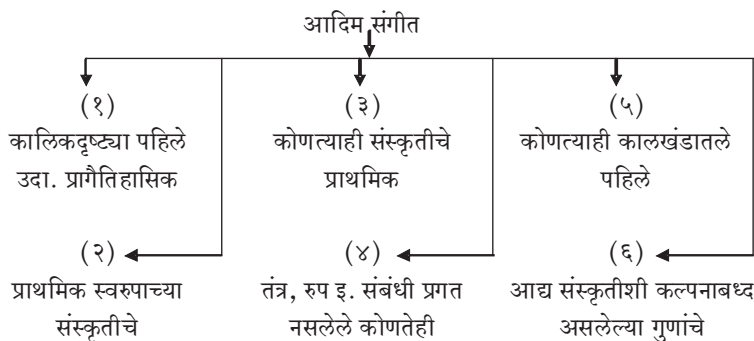 आदिम संगीत
(१)
कालिकदृष्ट्या पहिले
उदा. प्रागैतिहासिक
(३)
कोणत्याही संस्कृतीचे
प्राथमिक
(५)
कोणत्याही कालखंडातले
पहिले
(२)
प्राथमिक स्वरुपाच्या
संस्कृतीचे
(४)
तंत्र, रुप इ. संबंधी प्रगत
नसलेले कोणतेही
(६)
आद्य संस्कृतीशी कल्पनाबध्द
असलेल्या गुणांचे